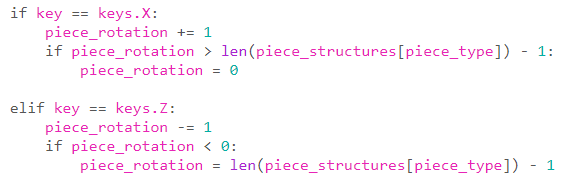 if key == keys.X:
    piece_rotation += 1
    if piece_rotation > len(piece_structures[piece_type]) - 1:
        piece_rotation = 0

elif key == keys.Z:
    piece_rotation -= 1
    if piece_rotation < 0:
        piece_rotation = len(piece_structures[piece_type]) - 1